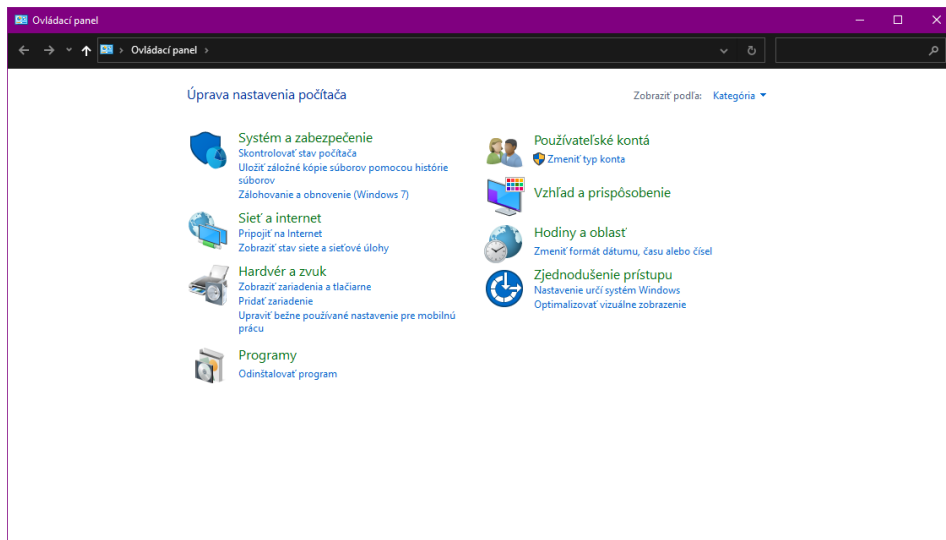 Ovládací panel
Ovládací panel
Úprava nastavenia počítača
Zobraziť podľa: Kategória
Systém a zabezpečenie
Skontrolovať stav počítača
Uložiť záložné kópie súborov pomocou histórie
súborov
Zálohovanie a obnovenie (Windows 7)
Sieť a internet
Pripojiť na Internet
Zobraziť stav siete a sieťové úlohy
Hardvér a zvuk
Zobraziť zariadenia a tlačiarne
Pridať zariadenie
Upraviť bežne používané nastavenie pre mobilnú
prácu
Programy
Odinštalovať program
Používateľské kontá
Zmeniť typ konta
Vzhľad a prispôsobenie
Hodiny a oblasť
Zmeniť formát dátumu, času alebo čísel
Zjednodušenie prístupu
Nastavenie určí systém Windows
Optimalizovať vizuálne zobrazenie